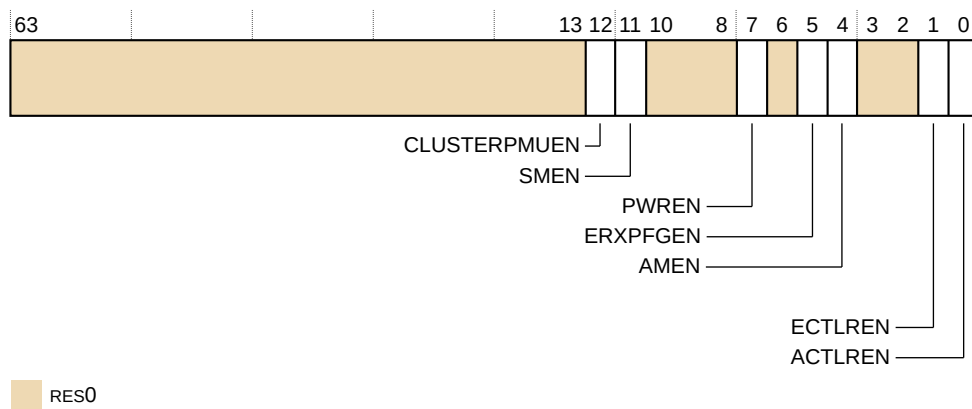 63 13 12 11 10 8 7 6 5 4 3 2 1 0
CLUSTERPMUEN
SMEN
PWREN
ERXPFGEN
AMEN
ECTLREN
ACTLREN
RES0